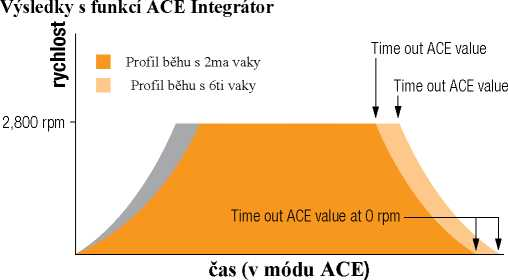 Výsledky s funkcí ACE Integrátor
rychlost
Profil běhu s 2ma vaky
Profil běhu s 6ti vaky
Time out ACE value
Time out ACE value
2,800 rpm
Time out ACE value at 0 rpm
čas (v módu ACE)